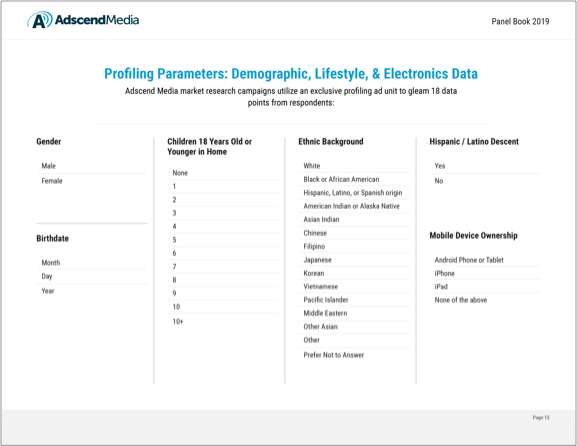 AdscendMedia
Panel Book 2019
Profiling Parameters: Demographic, Lifestyle, & Electronics Data
Adscend Media market research campaigns utilize an exclusive profiling ad unit to gleam 18 data
points from respondents:
Gender
Male
Female
Birthdate
Month
Day
Year
Children 18 Years Old or
Younger in Home
None
1
2
3
4
5
6
7
8
9
10
10+
Ethnic Background
White
Black or African American
Hispanic, Latino, or Spanish origin
American Indian or Alaska Native
Asian Indian
Chinese
Filipino
Japanese
Korean
Vietnamese
Pacific Islander
Middle Eastern
Other Asian
Other
Prefer Not to Answer
Hispanic / Latino Descent
Yes
No
Mobile Device Ownership
Android Phone or Tablet
iPhone
iPad
None of the above
Page 13